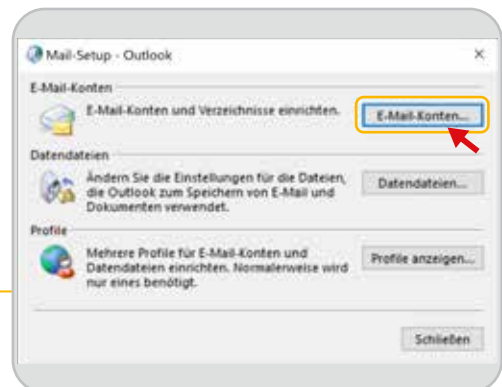 Mail-Setup - Outlook
E-Mail-Konten
E-Mail-Konten und Verzeichnisse einrichten.
E-Mail-Konten...
Datendateien
Ändern Sie die Einstellungen für die Dateien,
die Outlook zum Speichern von E-Mail und
Dokumenten verwendet.
Datendateien...
Profile
Mehrere Profile für E-Mail-Konten und
Datendateien einrichten. Normalerweise wird
nur eines benötigt.
Profile anzeigen...
Schließen